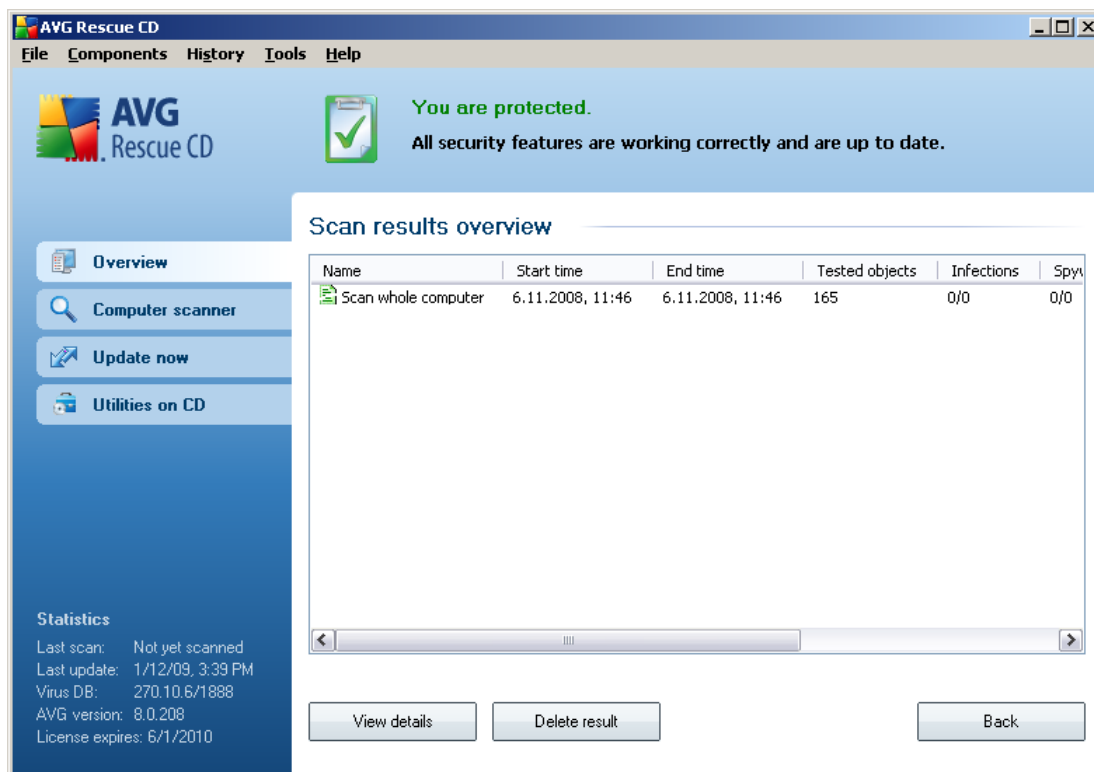 AVG Rescue CD
File Components History Tools Help
AVG
Rescue CD
You are protected.
All security features are working correctly and are up to date.
Overview
Computer scanner
Update now
Utilities on CD
Scan results overview
Name Start time End time Tested objects Infections
Scan whole computer 6.11.2008, 11:46 6.11.2008, 11:46 165 0/0 0/0
Statistics
Last scan: Not yet scanned
Last update: 1/12/09, 3:39 PM
Virus DB: 270.10.6/1888
AVG version: 8.0.208
License expires: 6/1/2010
View details Delete result Back